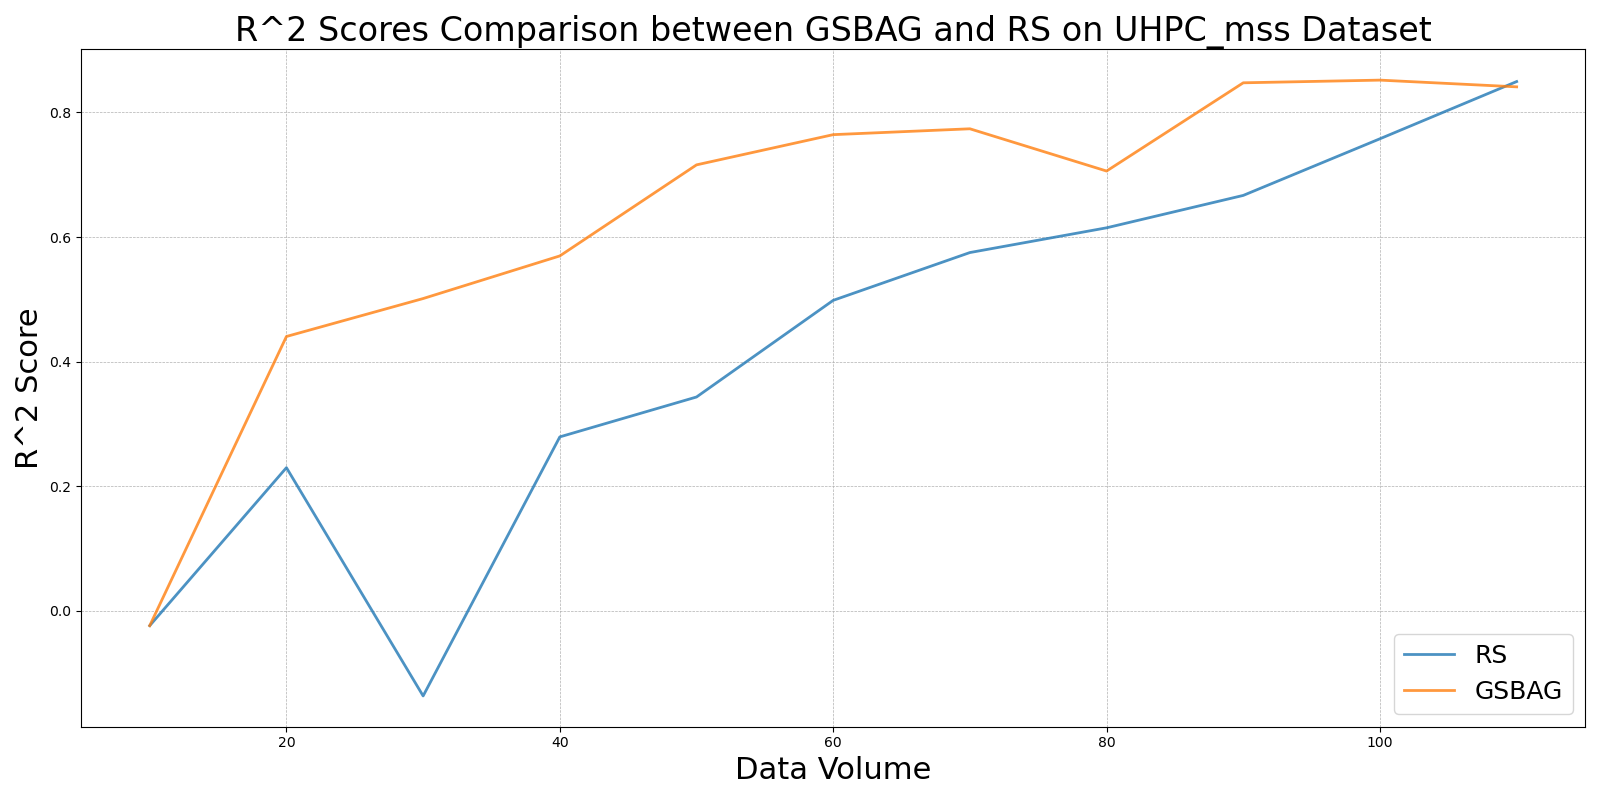 R^2 Scores Comparison between GSBAG and RS on UHPC_mss Dataset
R^2 Score
0.8
0.6
0.4
0.2
0.0
20 40 60 80 100
Data Volume
RS
GSBAG